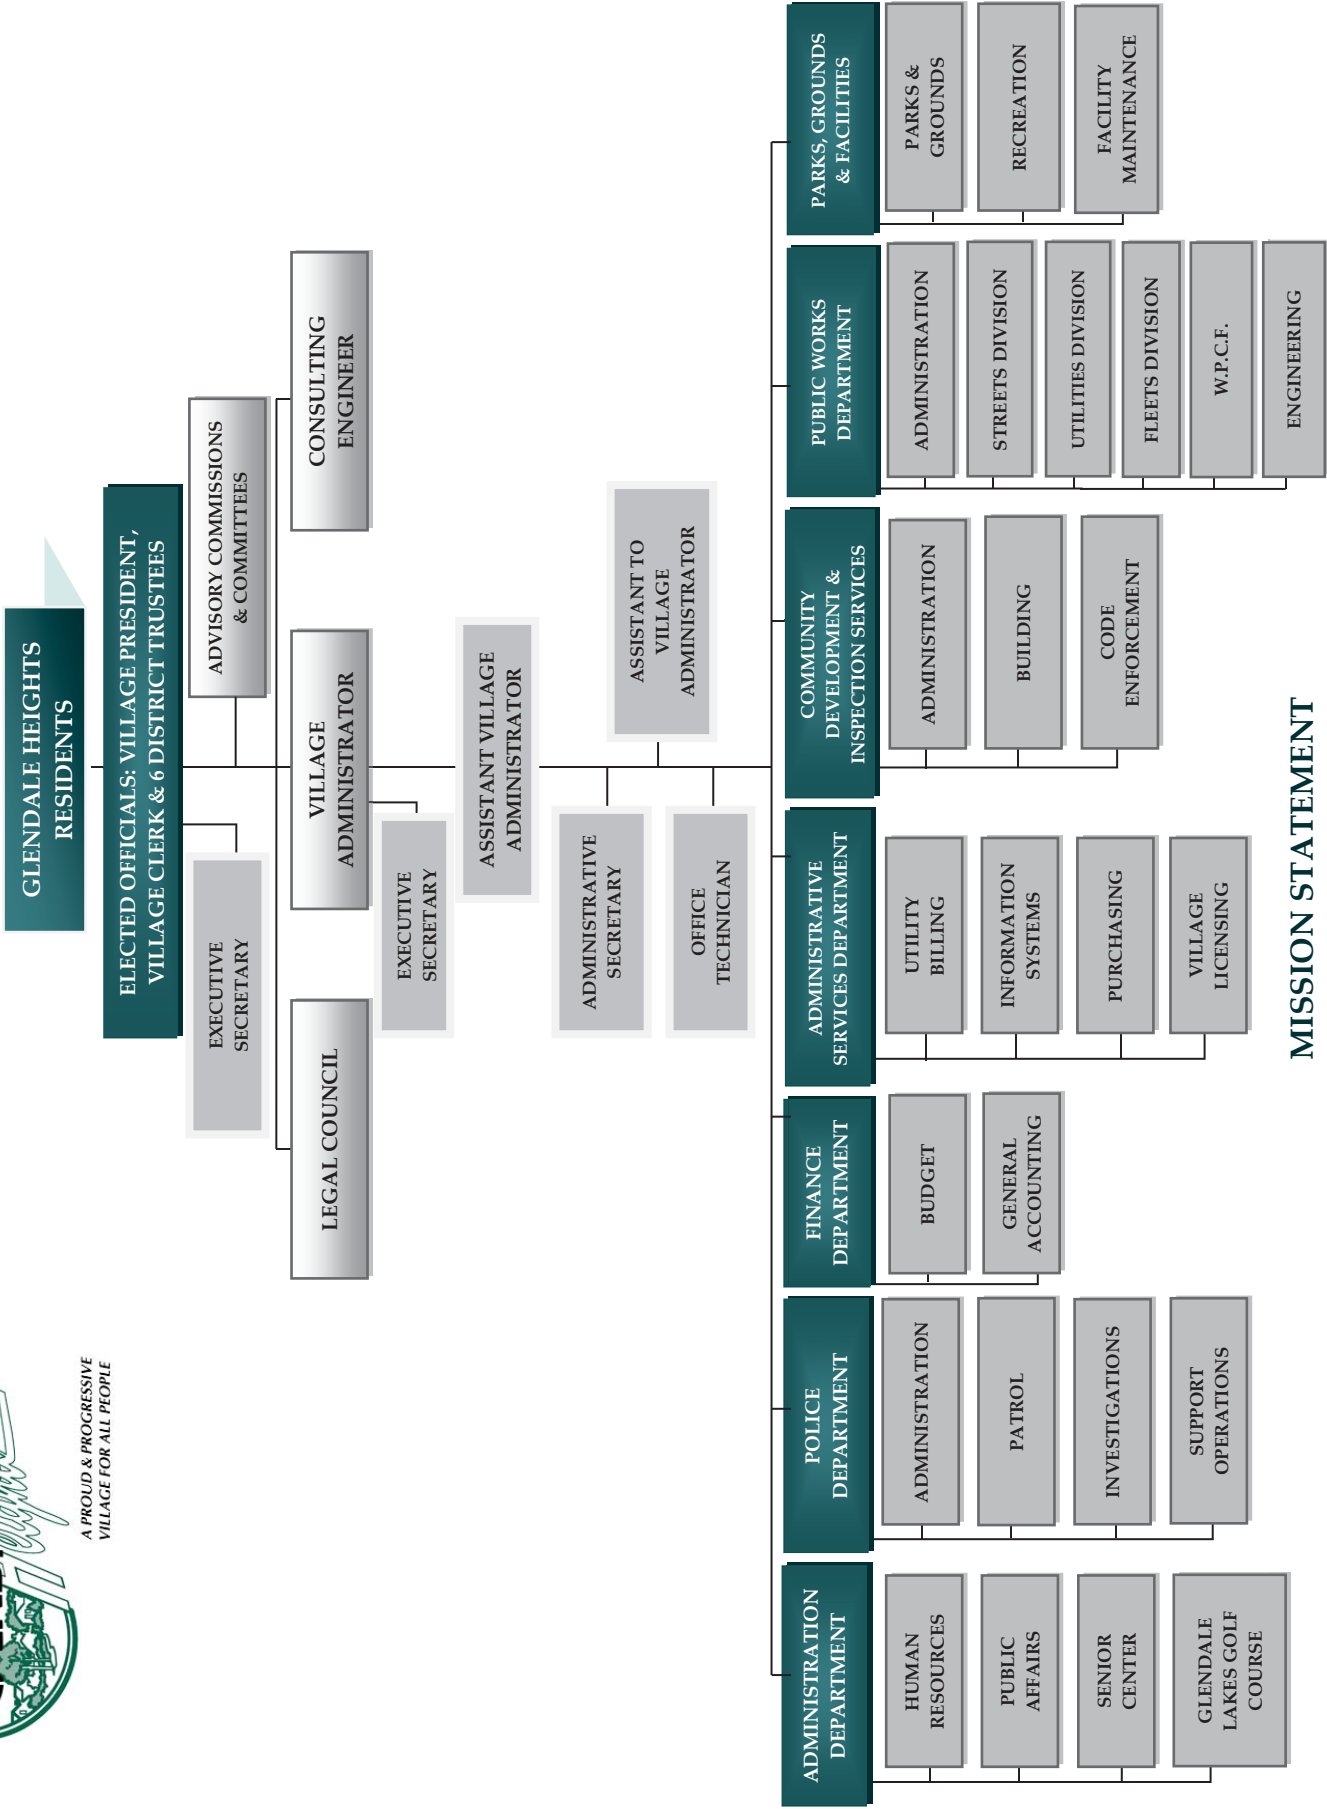 GLENDALE HEIGHTS
RESIDENTS
ELECTED OFFICIALS: VILLAGE PRESIDENT,
VILLAGE CLERK & 6 DISTRICT TRUSTEES
EXECUTIVE
SECRETARY
ADVISORY COMMISSIONS
& COMMITTEES
LEGAL COUNCIL
VILLAGE
ADMINISTRATOR
CONSULTING
ENGINEER
EXECUTIVE
SECRETARY
ASSISTANT VILLAGE
ADMINISTRATOR
ADMINISTRATIVE
SECRETARY
ASSISTANT TO
VILLAGE
ADMINISTRATOR
OFFICE
TECHNICIAN
A PROUD & PROGRESSIVE
VILLAGE FOR ALL PEOPLE
ADMINISTRATION
DEPARTMENT
HUMAN
RESOURCES
PUBLIC
AFFAIRS
SENIOR
CENTER
GLENDALE
LAKES GOLF
COURSE
POLICE
DEPARTMENT
ADMINISTRATION
PATROL
INVESTIGATIONS
SUPPORT
OPERATIONS
FINANCE
DEPARTMENT
BUDGET
GENERAL
ACCOUNTING
ADMINISTRATIVE
SERVICES DEPARTMENT
UTILITY
BILLING
INFORMATION
SYSTEMS
PURCHASING
VILLAGE
LICENSING
COMMUNITY
DEVELOPMENT &
INSPECTION SERVICES
ADMINISTRATION
BUILDING
CODE
ENFORCEMENT
PUBLIC WORKS
DEPARTMENT
ADMINISTRATION
STREETS DIVISION
UTILITIES DIVISION
FLEETS DIVISION
W.P.C.F.
ENGINEERING
PARKS, GROUNDS
& FACILITIES
PARKS &
GROUNDS
RECREATION
FACILITY
MAINTENANCE
MISSION STATEMENT